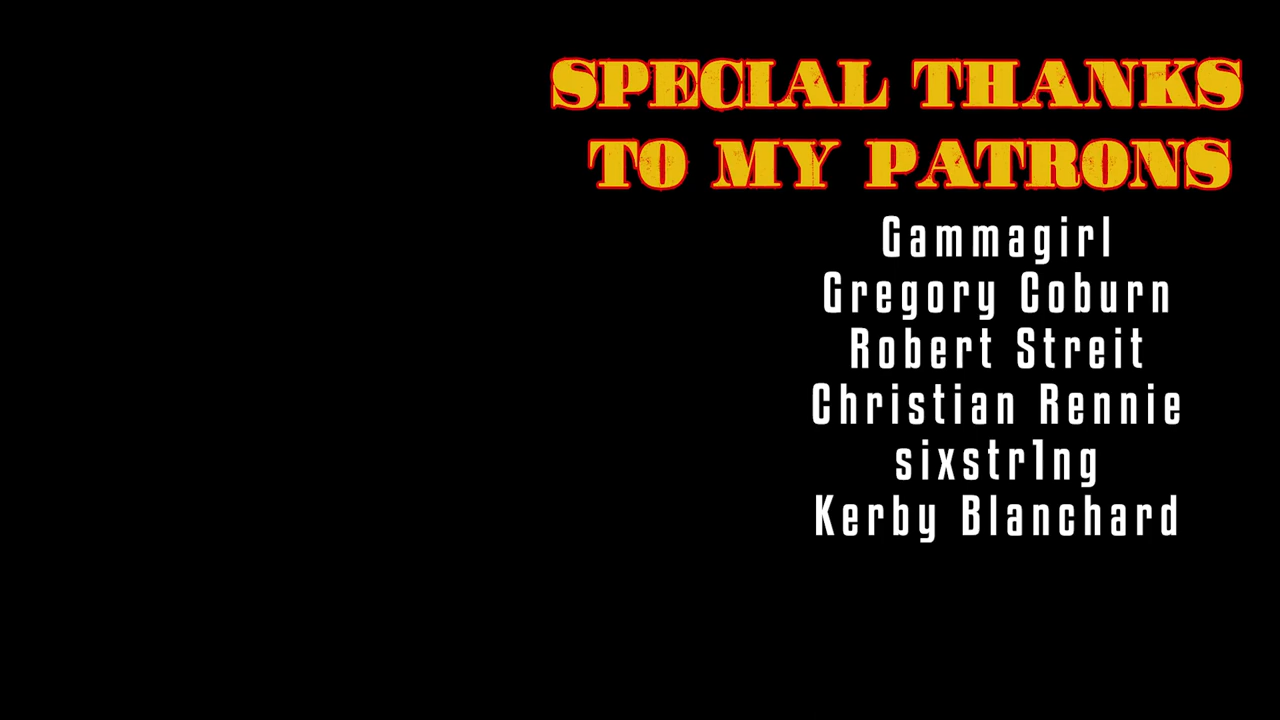 SPECIAL THANKS
TO MY PATRONS
Gammagirl
Gregory Coburn
Robert Streit
Christian Rennie
sixstr1ng
Kerby Blanchard